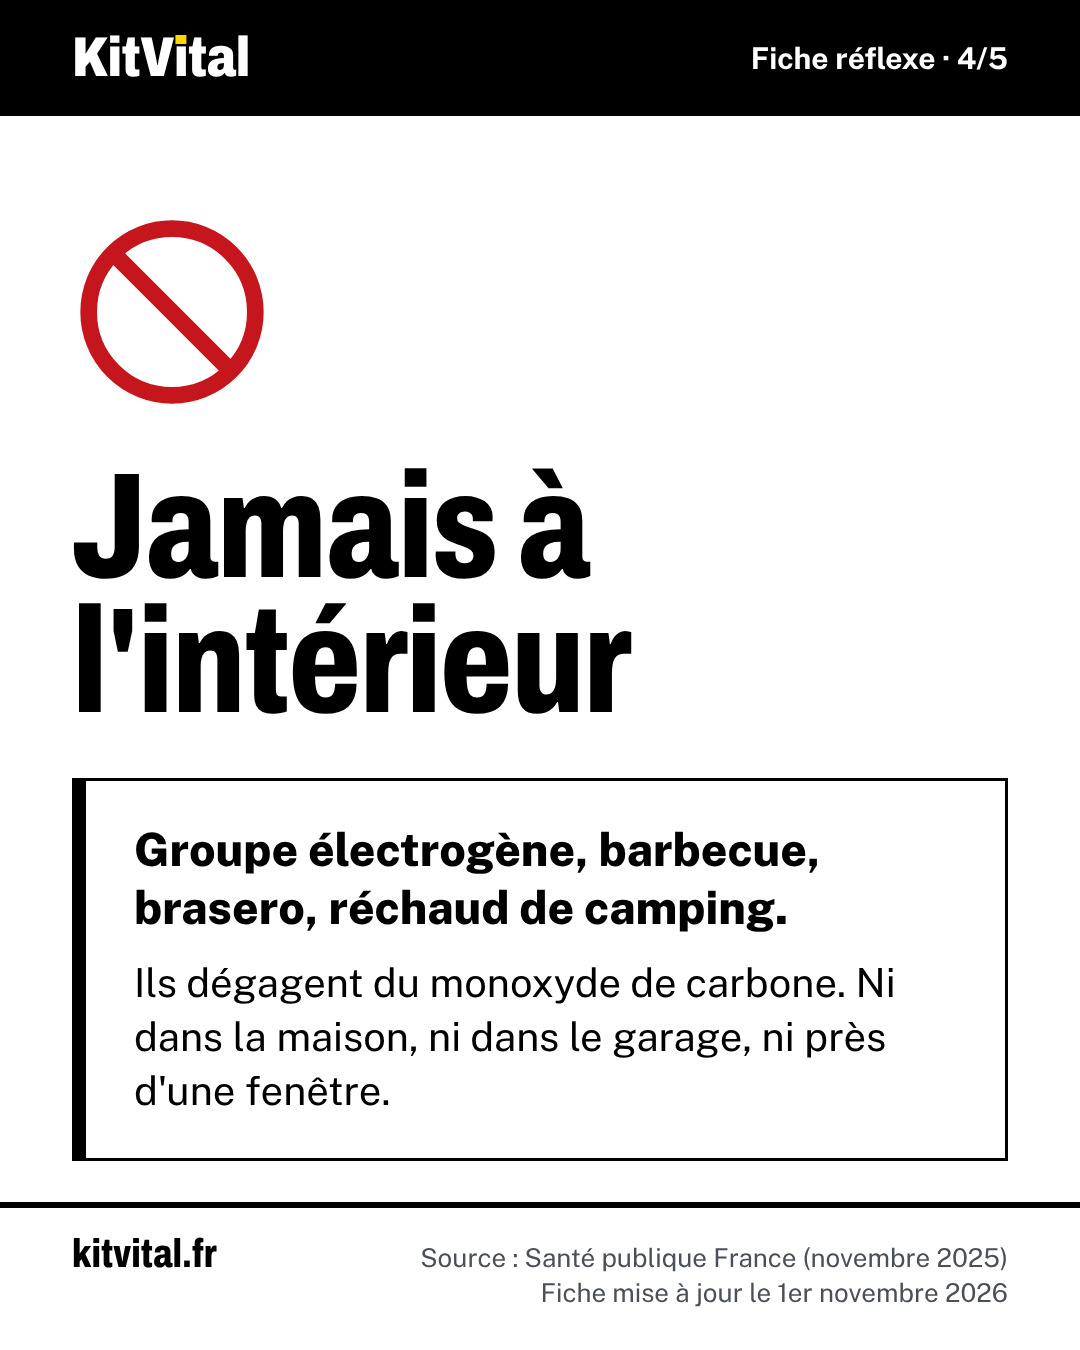 KitVital
Fiche réflexe · 4/5
Jamais à
l'intérieur
Groupe électrogène, barbecue,
brasero, réchaud de camping.
Ils dégagent du monoxyde de carbone. Ni
dans la maison, ni dans le garage, ni près
d'une fenêtre.
kitvital.fr
Source : Santé publique France (novembre 2025)
Fiche mise à jour le 1er novembre 2026